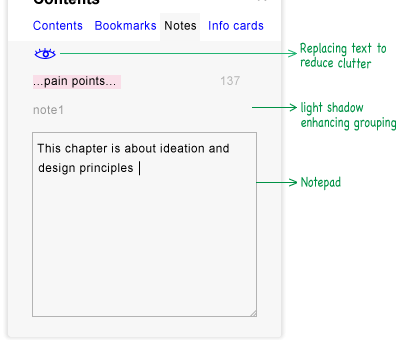 Contents
Contents Bookmarks Notes Info cards
Replacing text to
reduce clutter
...pain points... 137
note1
light shadow
enhancing grouping
This chapter is about ideation and
design principles
Notepad